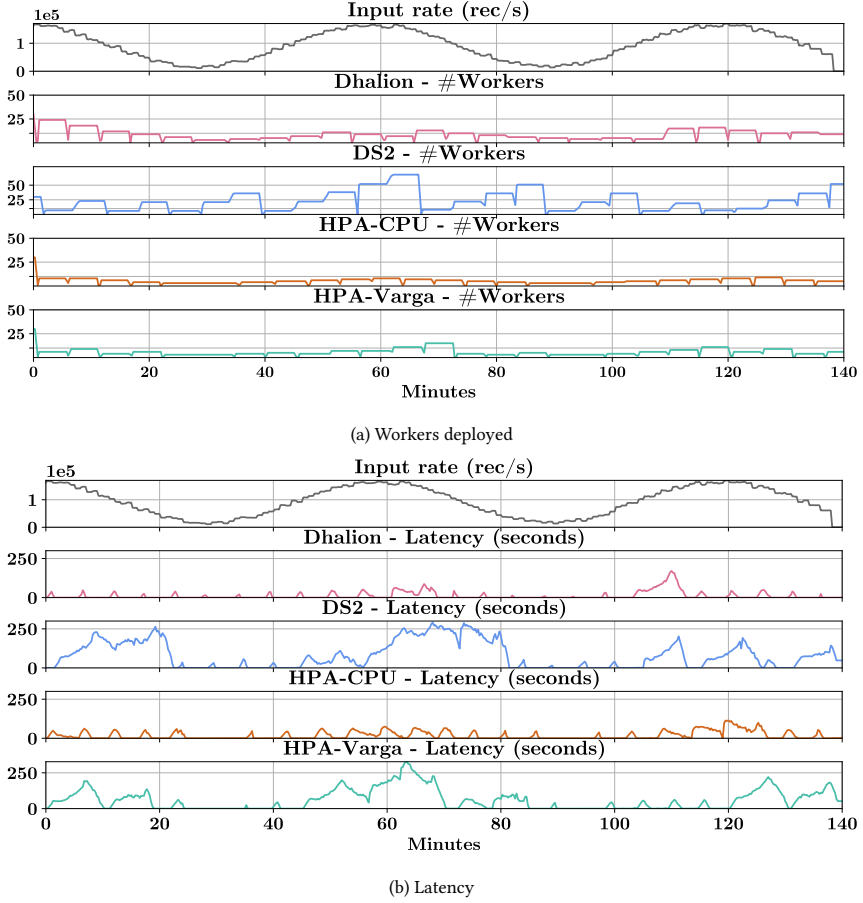 Input rate (rec/s)
1e5
1
0
Dhalion - #Workers
50
25
DS2 - #Workers
50
25
HPA-CPU - #Workers
50
25
HPA-Varga - #Workers
50
25
0 20 40 60 80 100 120 140
Minutes
(a) Workers deployed
Input rate (rec/s)
1e5
1
0
Dhalion - Latency (seconds)
250
0
DS2 - Latency (seconds)
250
0
HPA-CPU - Latency (seconds)
250
0
HPA-Varga - Latency (seconds)
250
0
0 20 40 60 80 100 120 140
Minutes
(b) Latency